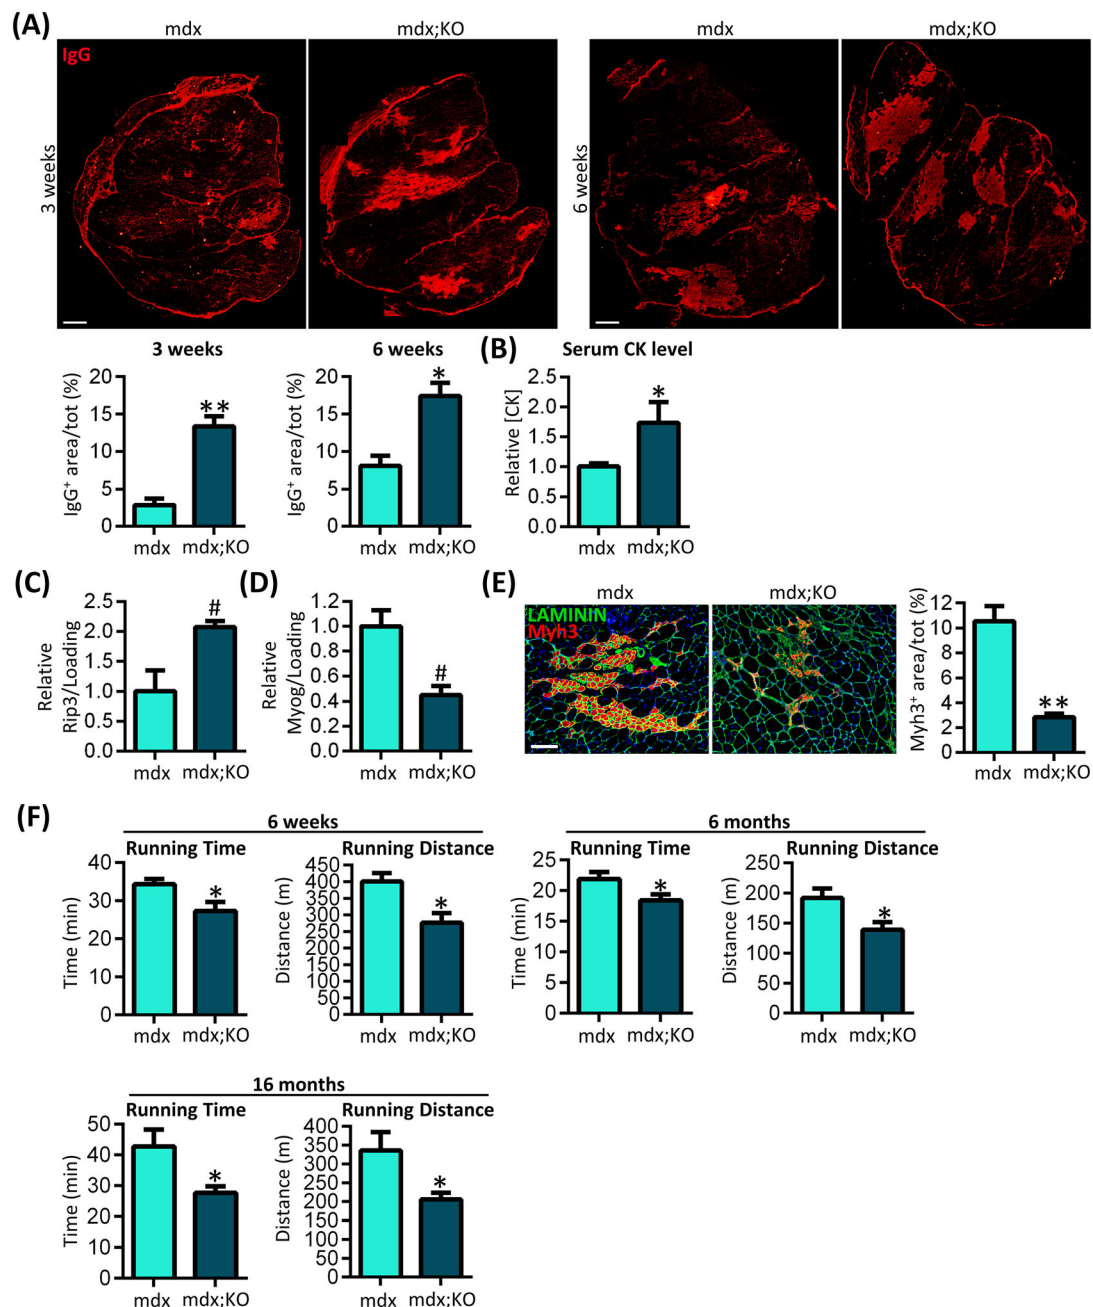 (A)
mdx
mdx;KO
mdx
mdx;KO
IgG
3 weeks
6 weeks
3 weeks
IgG⁺ area/tot (%)
20
15
10
5
0
**
mdx
mdx;KO
6 weeks
IgG⁺ area/tot (%)
20
15
10
5
0
*
mdx
mdx;KO
(B)
Serum CK level
Relative [CK]
2.5
2.0
1.5
1.0
0.5
0.0
*
mdx
mdx;KO
(C)
Relative
Rip3/Loading
2.5
2.0
1.5
1.0
0.5
0.0
#
mdx
mdx;KO
(D)
Relative
Myog/Loading
1.2
1.0
0.8
0.6
0.4
0.2
0.0
#
mdx
mdx;KO
(E)
mdx
mdx;KO
LAMININ
Myh3
Myh3⁺ area/tot (%)
12
10
8
6
4
2
0
**
mdx
mdx;KO
(F)
6 weeks
Running Time
Time (min)
40
30
20
10
0
*
mdx
mdx;KO
Running Distance
Distance (m)
450
400
350
300
250
200
150
100
50
0
*
mdx
mdx;KO
6 months
Running Time
Time (min)
25
20
15
10
5
0
*
mdx
mdx;KO
Running Distance
Distance (m)
250
200
150
100
50
0
*
mdx
mdx;KO
16 months
Running Time
Time (min)
50
40
30
20
10
0
*
mdx
mdx;KO
Running Distance
Distance (m)
400
350
300
250
200
150
100
50
0
*
mdx
mdx;KO